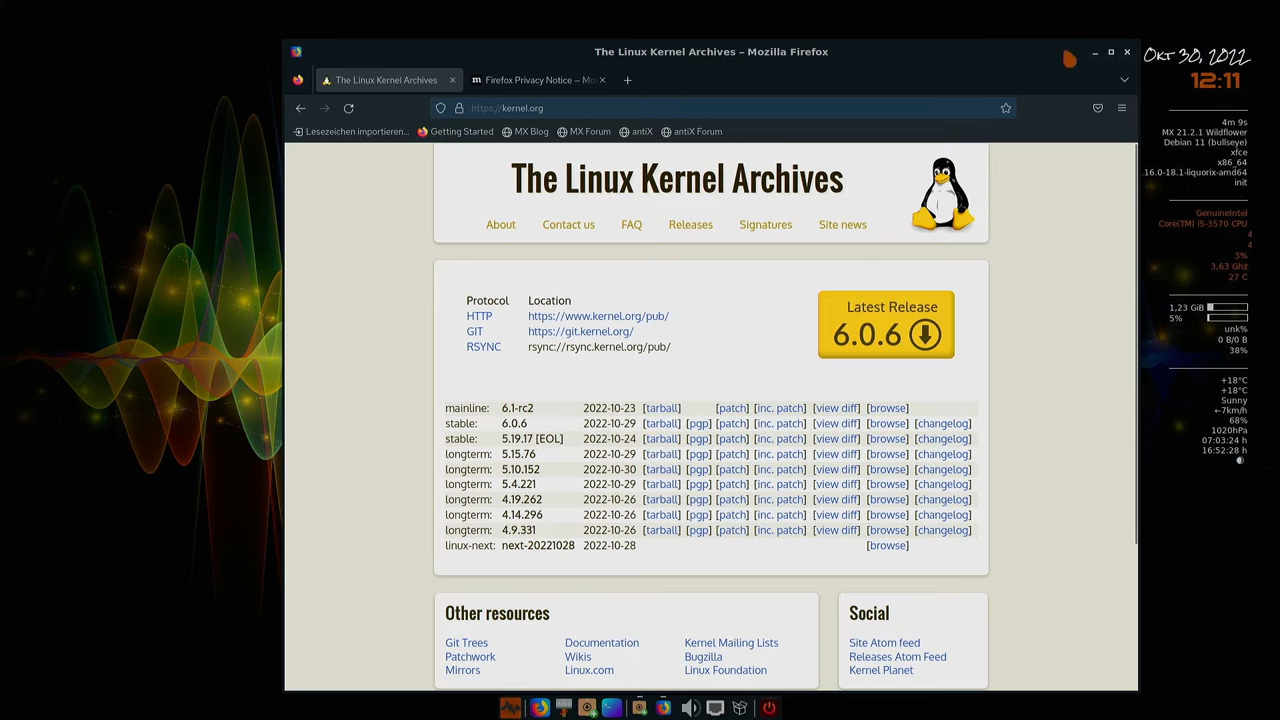 The Linux Kernel Archives – Mozilla Firefox
The Linux Kernel Archives
Firefox Privacy Notice — Mo
https://kernel.org
Lesezeichen importieren...
Getting Started
MX Blog
MX Forum
antiX
antiX Forum
The Linux Kernel Archives
About Contact us FAQ Releases Signatures Site news
Protocol Location
HTTP https://www.kernel.org/pub/
GIT https://git.kernel.org/
RSYNC rsync://rsync.kernel.org/pub/
Latest Release
6.0.6
mainline: 6.1-rc2 2022-10-23 [tarball] [patch] [inc. patch] [view diff] [browse]
stable: 6.0.6 2022-10-29 [tarball] [pgp] [patch] [inc. patch] [view diff] [browse] [changelog]
stable: 5.19.17 [EOL] 2022-10-24 [tarball] [pgp] [patch] [inc. patch] [view diff] [browse] [changelog]
longterm: 5.15.76 2022-10-29 [tarball] [pgp] [patch] [inc. patch] [view diff] [browse] [changelog]
longterm: 5.10.152 2022-10-30 [tarball] [pgp] [patch] [inc. patch] [view diff] [browse] [changelog]
longterm: 5.4.221 2022-10-29 [tarball] [pgp] [patch] [inc. patch] [view diff] [browse] [changelog]
longterm: 4.19.262 2022-10-26 [tarball] [pgp] [patch] [inc. patch] [view diff] [browse] [changelog]
longterm: 4.14.296 2022-10-26 [tarball] [pgp] [patch] [inc. patch] [view diff] [browse] [changelog]
longterm: 4.9.331 2022-10-26 [tarball] [pgp] [patch] [inc. patch] [view diff] [browse] [changelog]
linux-next: next-20221028 2022-10-28 [browse]
Other resources
Git Trees Documentation Kernel Mailing Lists
Patchwork Wikis Bugzilla
Mirrors Linux.com Linux Foundation
Social
Site Atom feed
Releases Atom Feed
Kernel Planet
Okt 30, 2022
12:11
4m 9s
MX 21.2.1 Wildflower
Debian 11 (bullseye)
xfce
x86_64
.16.0-18.1-liquorix-amd64
init
GenuineIntel
Core(TM) i5-3570 CPU
4
4
3%
3,63 Ghz
27 C
1,23 GiB
5%
unk%
0 B/0 B
38%
+18°C
+18°C
Sunny
←7km/h
68%
1020hPa
07:03:24 h
16:52:28 h